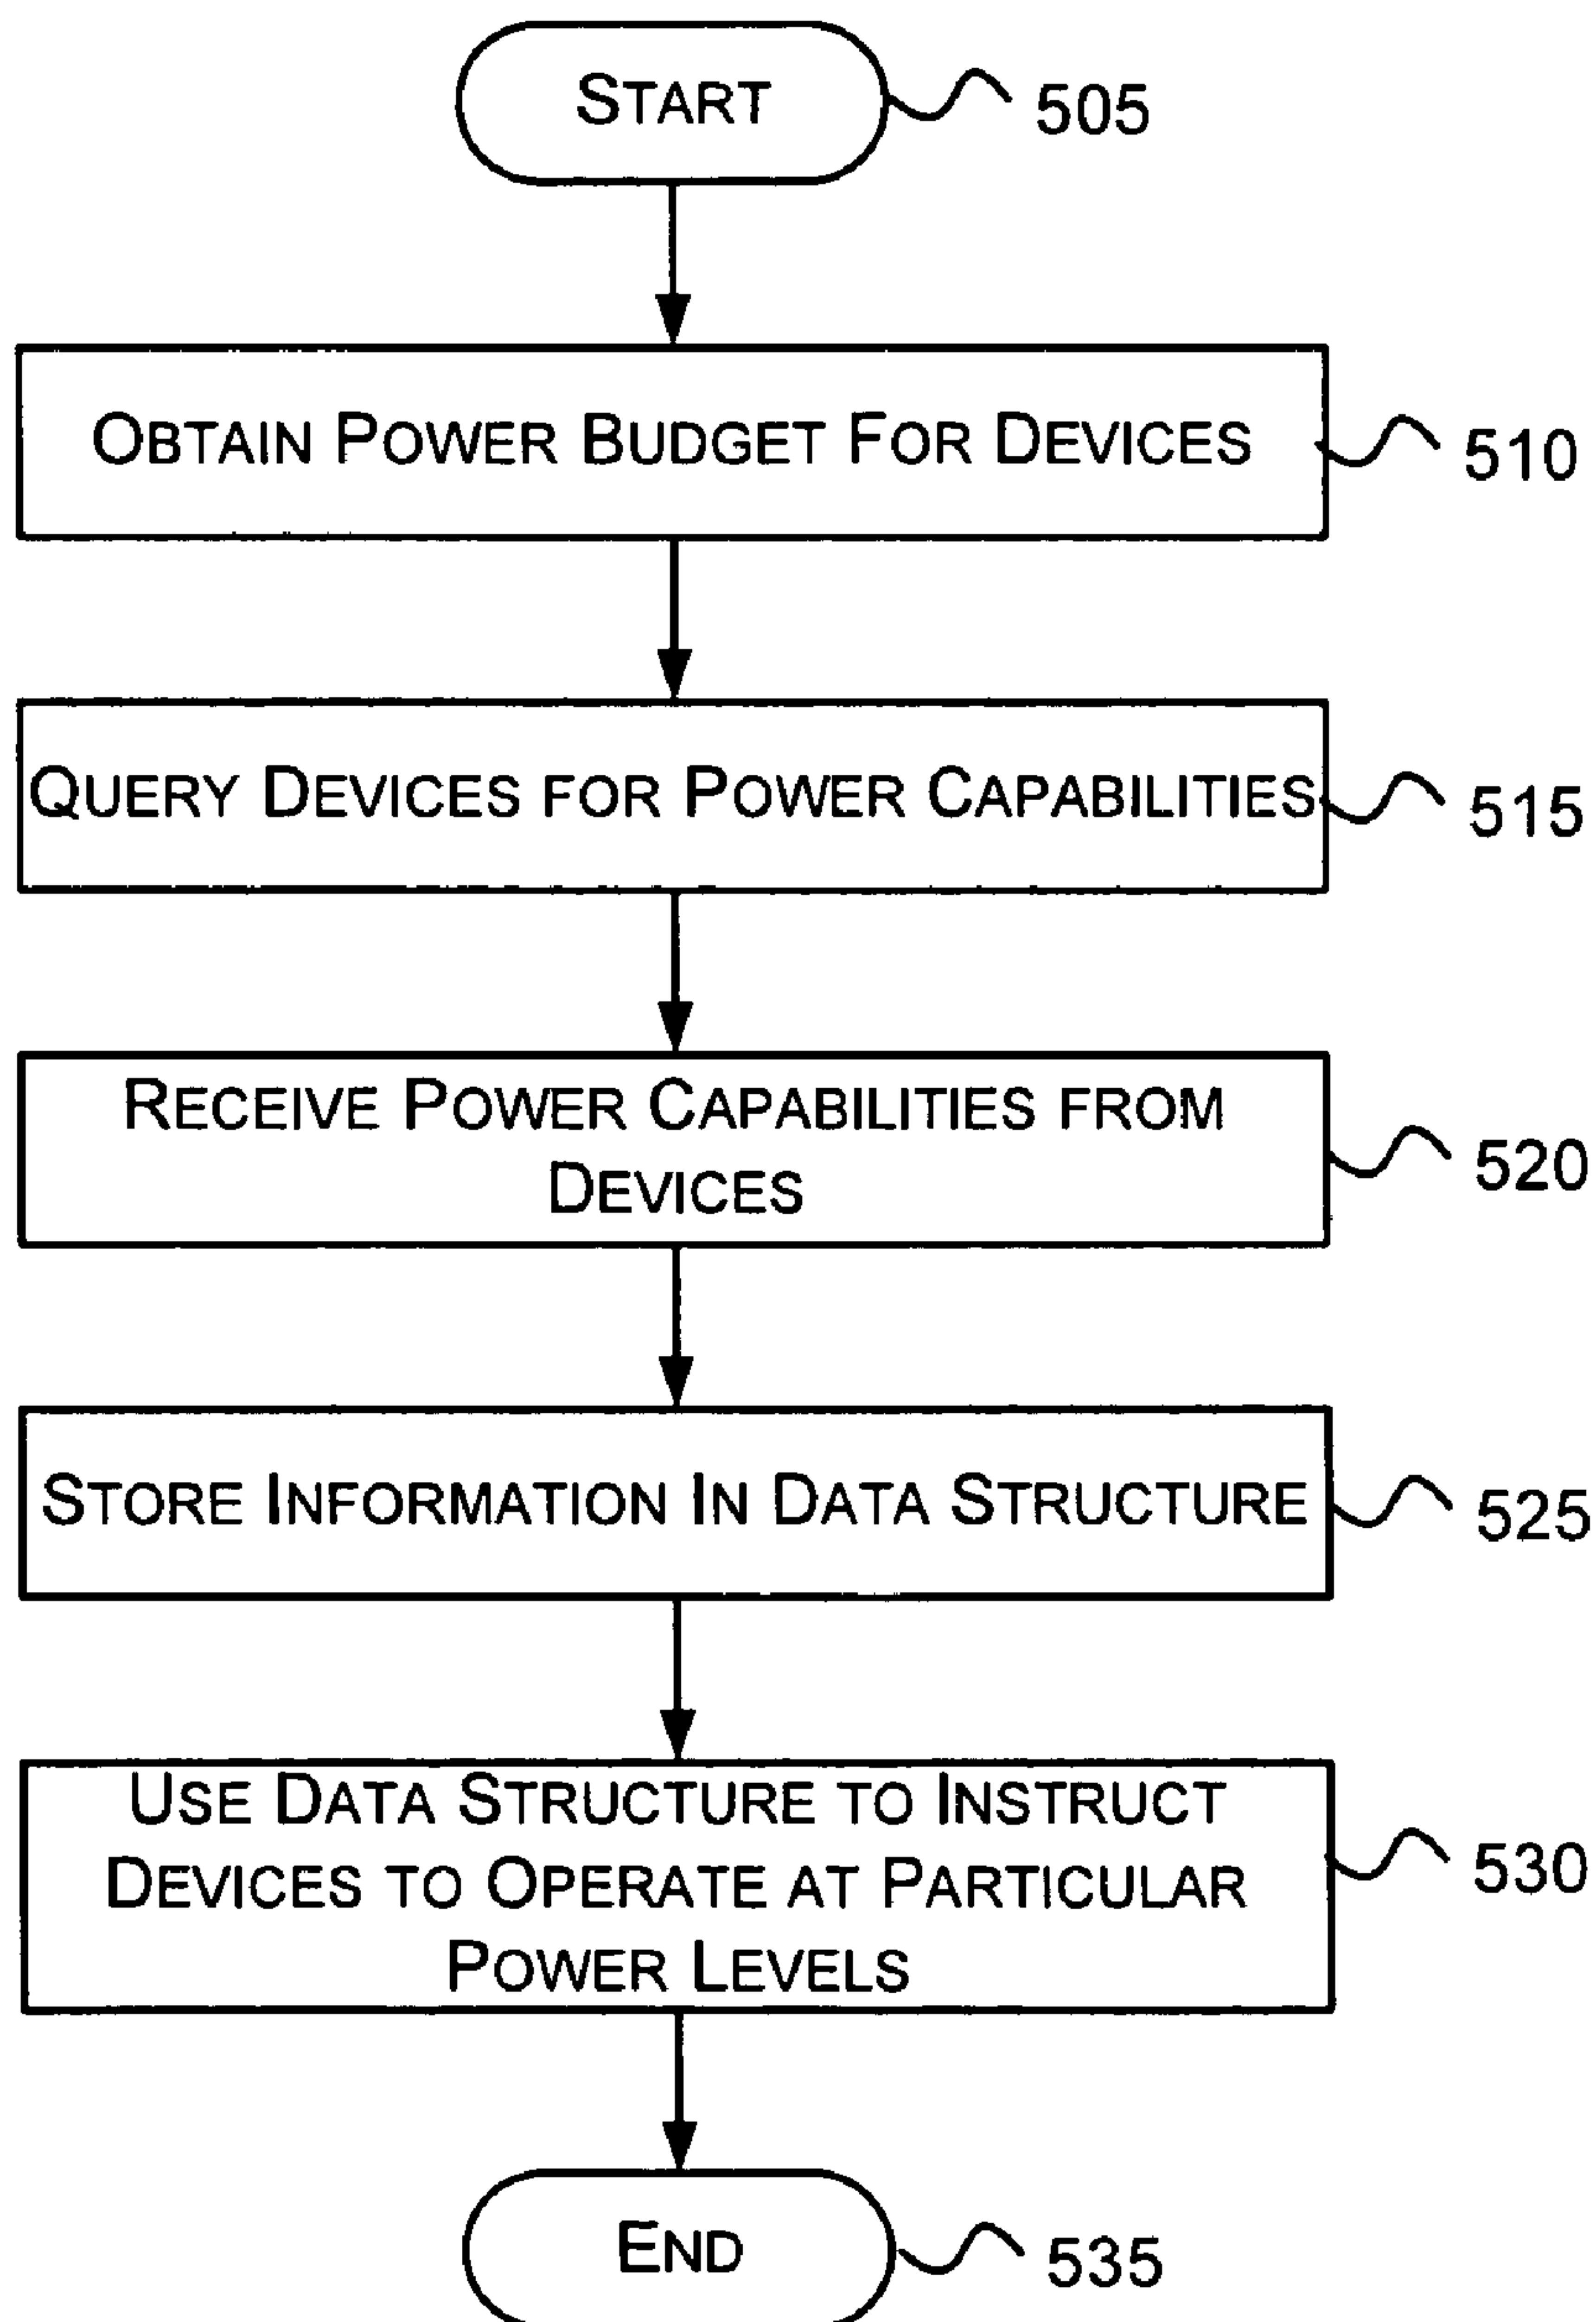 START
505
OBTAIN POWER BUDGET FOR DEVICES
510
QUERY DEVICES FOR POWER CAPABILITIES
515
RECEIVE POWER CAPABILITIES FROM
DEVICES
520
STORE INFORMATION IN DATA STRUCTURE
525
USE DATA STRUCTURE TO INSTRUCT
DEVICES TO OPERATE AT PARTICULAR
POWER LEVELS
530
END
535